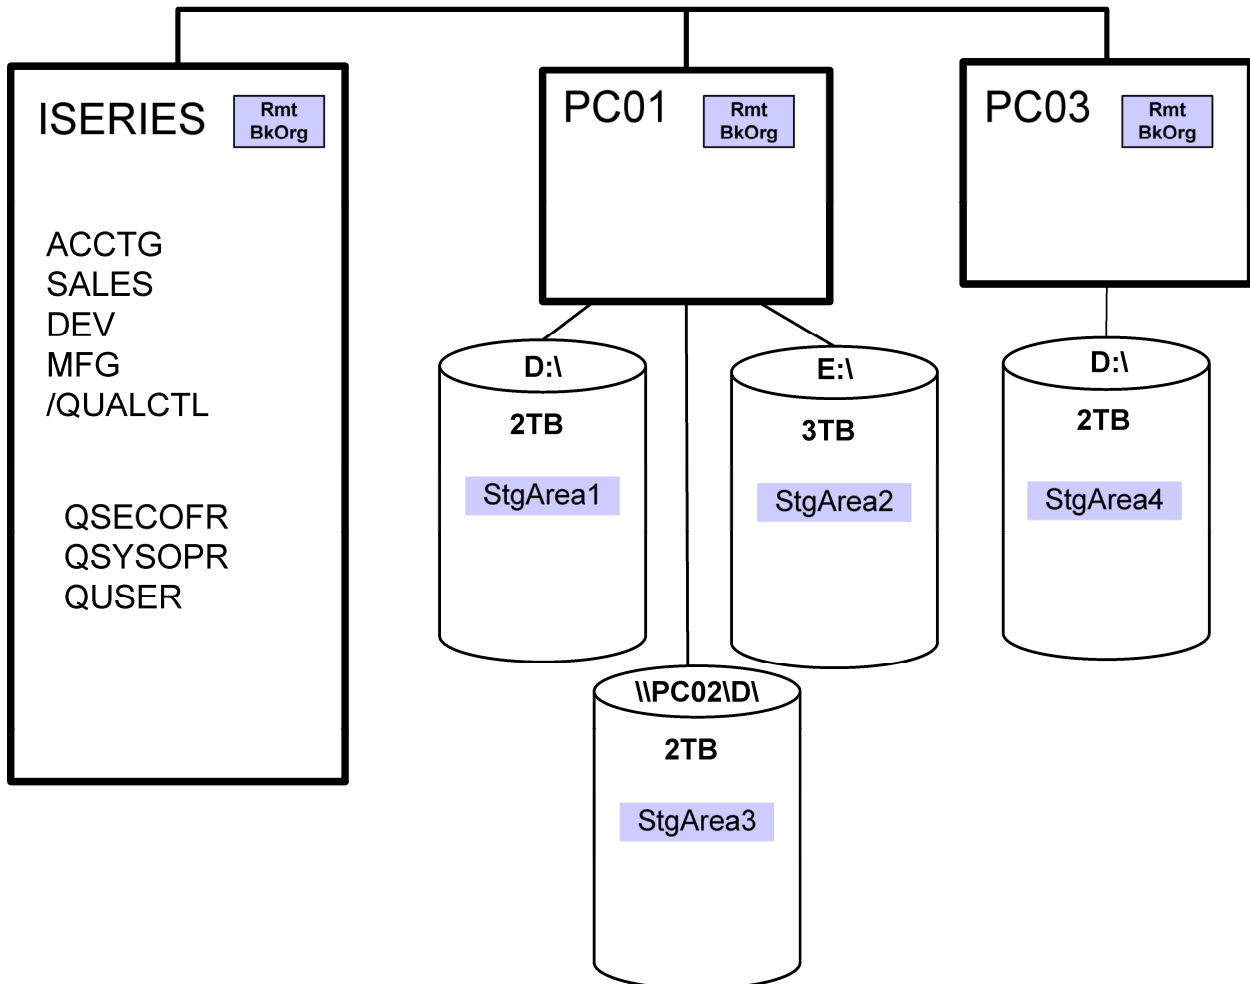 ISERIES
Rmt
BkOrg
ACCTG
SALES
DEV
MFG
/QUALCTL
QSECOFR
QSYSOPR
QUSER
PC01
Rmt
BkOrg
D:\
2TB
StgArea1
E:\
3TB
StgArea2
\\PC02\D\
2TB
StgArea3
PC03
Rmt
BkOrg
D:\
2TB
StgArea4